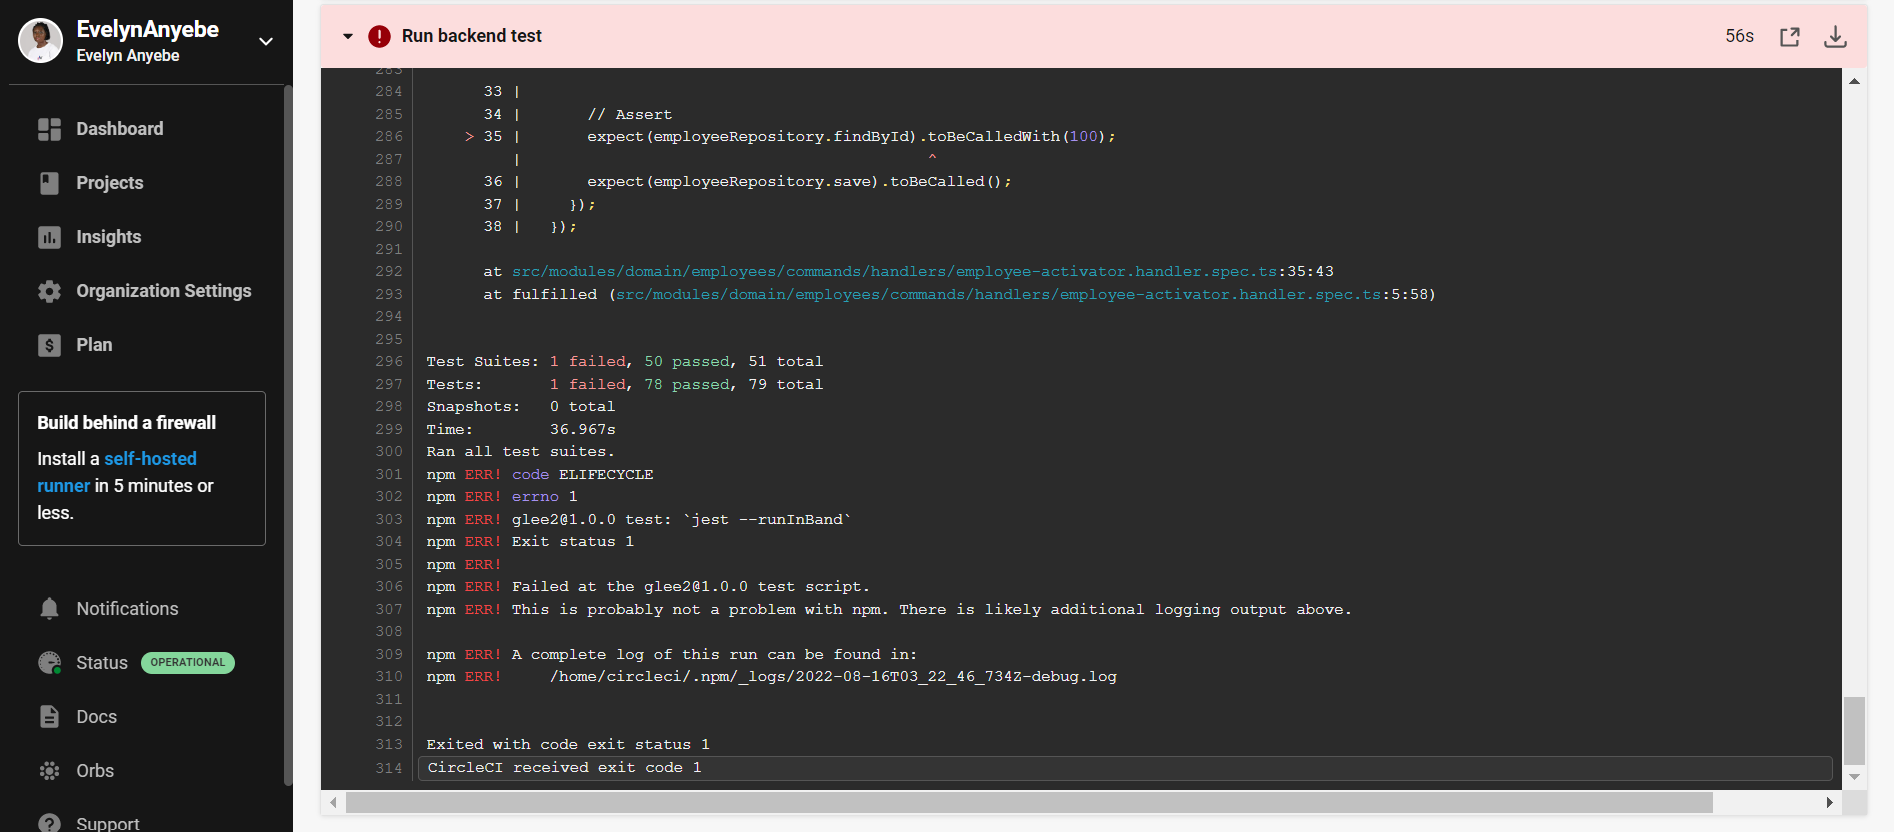 EvelynAnyebe
Evelyn Anyebe
Dashboard
Projects
Insights
Organization Settings
Plan
Build behind a firewall
Install a self-hosted
runner in 5 minutes or
less.
Notifications
Status OPERATIONAL
Docs
Orbs
Support
Run backend test 56s
283
284 33 |
285 34 | // Assert
286 > 35 | expect(employeeRepository.findById).toBeCalledWith(100);
287 | ^
288 36 | expect(employeeRepository.save).toBeCalled();
289 37 | });
290 38 | });
291
292 at src/modules/domain/employees/commands/handlers/employee-activator.handler.spec.ts:35:43
293 at fulfilled (src/modules/domain/employees/commands/handlers/employee-activator.handler.spec.ts:5:58)
294
295
296 Test Suites: 1 failed, 50 passed, 51 total
297 Tests: 1 failed, 78 passed, 79 total
298 Snapshots: 0 total
299 Time: 36.967s
300 Ran all test suites.
301 npm ERR! code ELIFECYCLE
302 npm ERR! errno 1
303 npm ERR! glee2@1.0.0 test: `jest --runInBand`
304 npm ERR! Exit status 1
305 npm ERR!
306 npm ERR! Failed at the glee2@1.0.0 test script.
307 npm ERR! This is probably not a problem with npm. There is likely additional logging output above.
308
309 npm ERR! A complete log of this run can be found in:
310 npm ERR! /home/circleci/.npm/_logs/2022-08-16T03_22_46_734Z-debug.log
311
312
313 Exited with code exit status 1
314 CircleCI received exit code 1